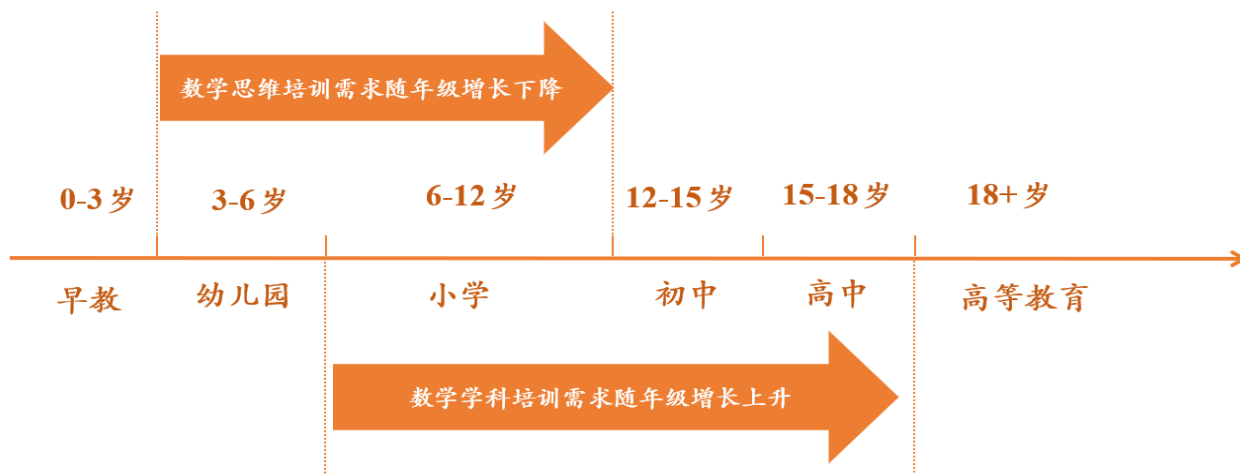 数学思维培训需求随年级增长下降
0-3岁 3-6岁 6-12岁 12-15岁 15-18岁 18+岁
早教 幼儿园 小学 初中 高中 高等教育
数学学科培训需求随年级增长上升